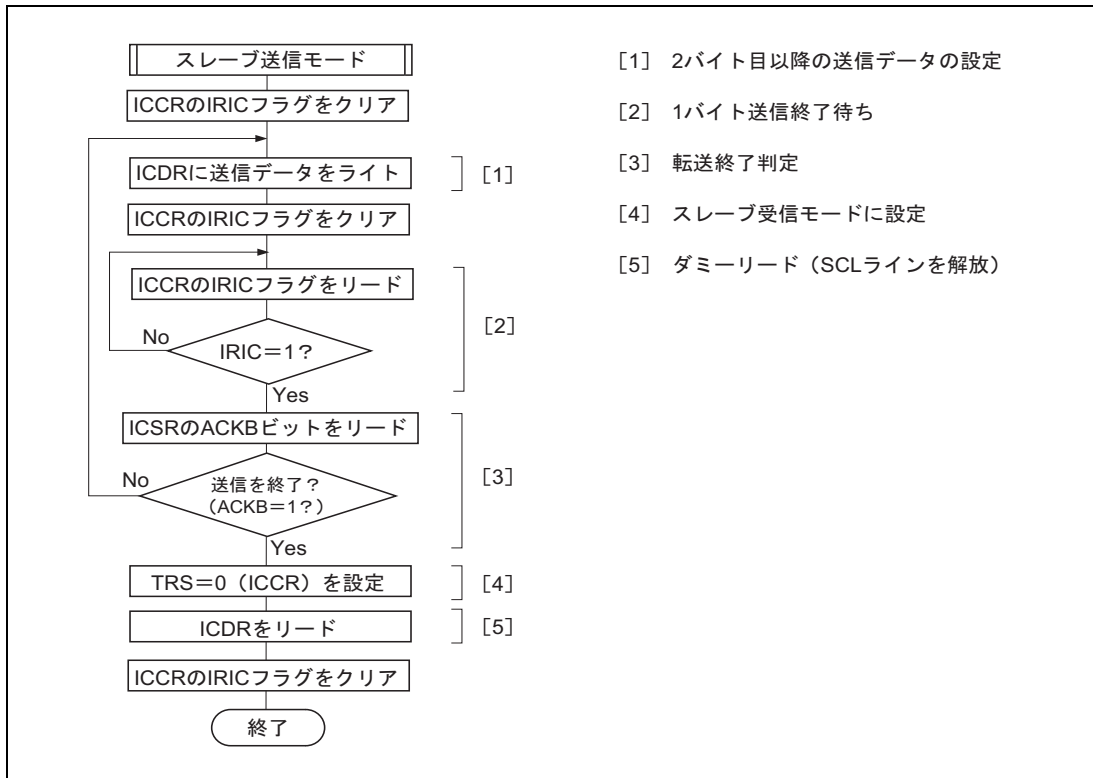 スレーブ送信モード
ICCRのIRICフラグをクリア
ICDRに送信データをライト
[1]
ICCRのIRICフラグをクリア
ICCRのIRICフラグをリード
[2]
No
IRIC=1?
Yes
ICSRのACKBビットをリード
[3]
No
送信を終了?
(ACKB=1?)
Yes
TRS=0(ICCR)を設定
[4]
ICDRをリード
[5]
ICCRのIRICフラグをクリア
終了
[1] 2バイト目以降の送信データの設定
[2] 1バイト送信終了待ち
[3] 転送終了判定
[4] スレーブ受信モードに設定
[5] ダミーリード(SCLラインを解放)